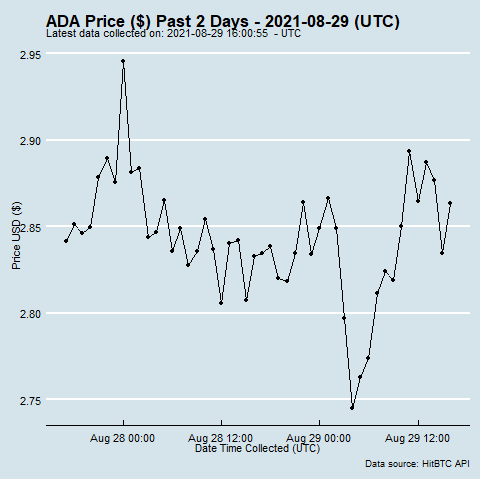 ADA Price ($) Past 2 Days - 2021-08-29 (UTC)
Latest data collected on: 2021-08-29 16:00:55 - UTC
2.95
2.90
2.85
2.80
2.75
Price USD ($)
Aug 28 00:00 Aug 28 12:00 Aug 29 00:00 Aug 29 12:00
Date Time Collected (UTC)
Data source: HitBTC API